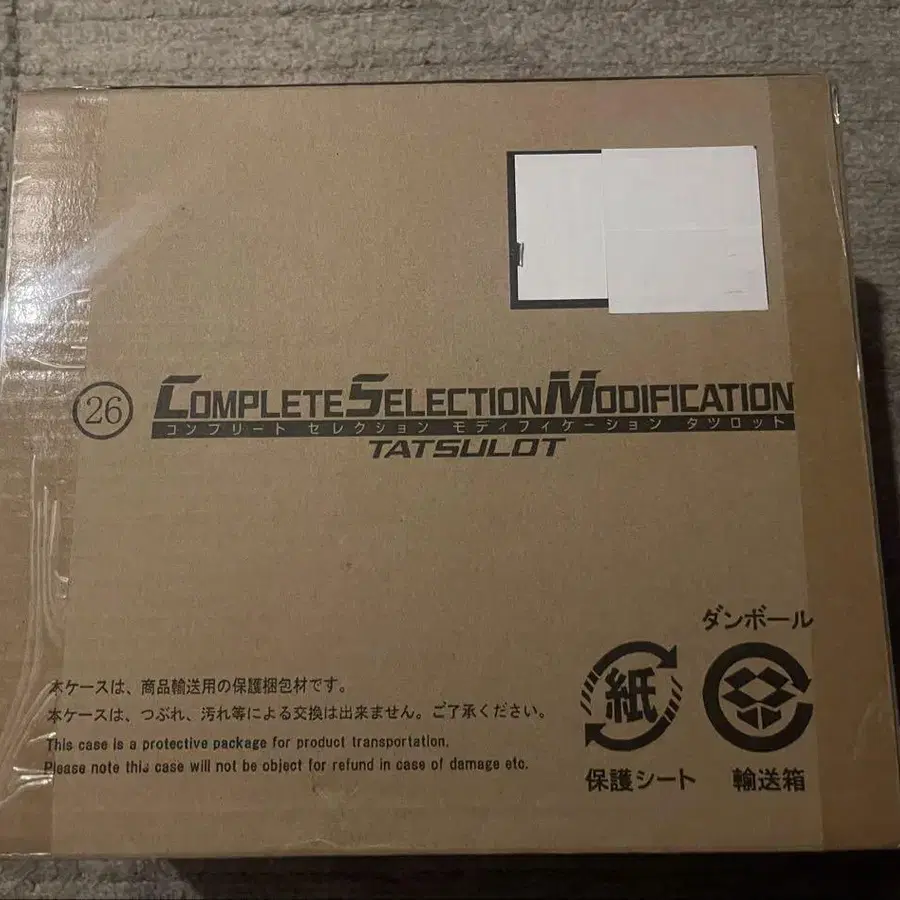 26
COMPLETE SELECTION MODIFICATION
コンプリート セレクション モディフィケーション タツロット
TATSULOT
ダンボール
紙
保護シート
輸送箱
本ケースは、商品輸送用の保護梱包材です。
本ケースは、つぶれ、汚れ等による交換は出来ません。ご了承ください。
This case is a protective package for product transportation.
Please note this case will not be object for refund in case of damage etc.